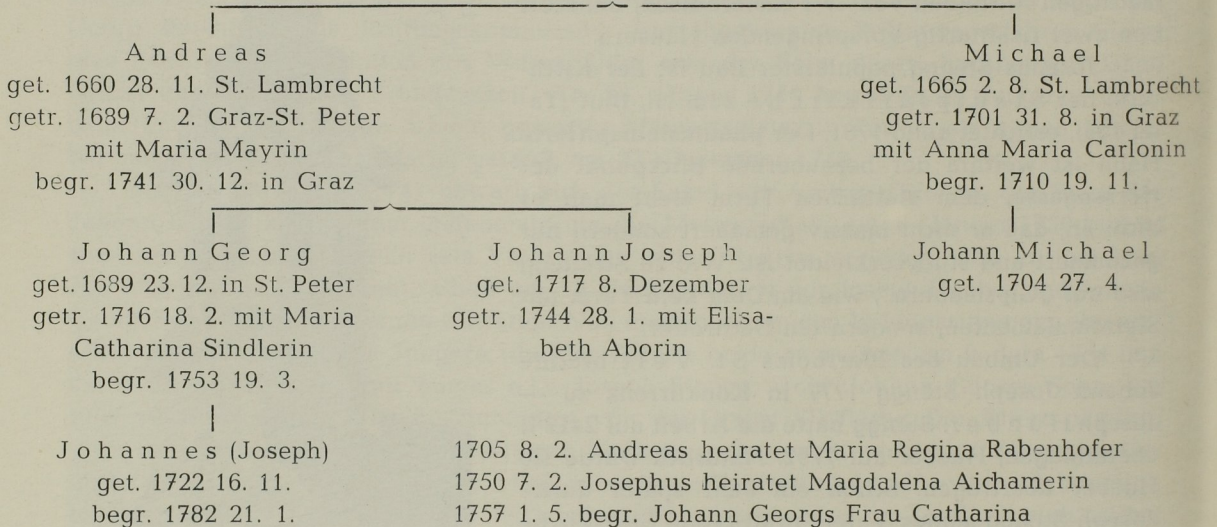 Andreas
get. 1660 28. 11. St. Lambrecht
getr. 1689 7. 2. Graz-St. Peter
mit Maria Mayrin
begr. 1741 30. 12. in Graz
Michael
get. 1665 2. 8. St. Lambrecht
getr. 1701 31. 8. in Graz
mit Anna Maria Carlonin
begr. 1710 19. 11.
Johann Georg
get. 1689 23. 12. in St. Peter
getr. 1716 18. 2. mit Maria
Catharina Sindlerin
begr. 1753 19. 3.
Johann Joseph
get. 1717 8. Dezember
getr. 1744 28. 1. mit Elisa-
beth Aborin
Johann Michael
get. 1704 27. 4.
Johannes (Joseph)
get. 1722 16. 11.
begr. 1782 21. 1.
1705 8. 2. Andreas heiratet Maria Regina Rabenhofer
1750 7. 2. Josephus heiratet Magdalena Aichamerin
1757 1. 5. begr. Johann Georgs Frau Catharina